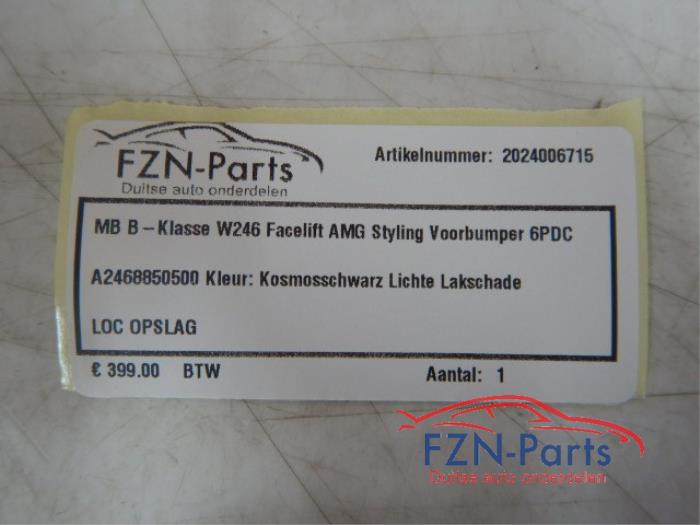 FZN-Parts
Duitse auto onderdelen
Artikelnummer: 2024006715
MB B-Klasse W246 Facelift AMG Styling Voorbumper 6PDC
A2468850500 Kleur: Kosmosschwarz Lichte Lakschade
LOC OPSLAG
€ 399.00 BTW Aantal: 1
FZN-Parts
Duitse auto onderdelen